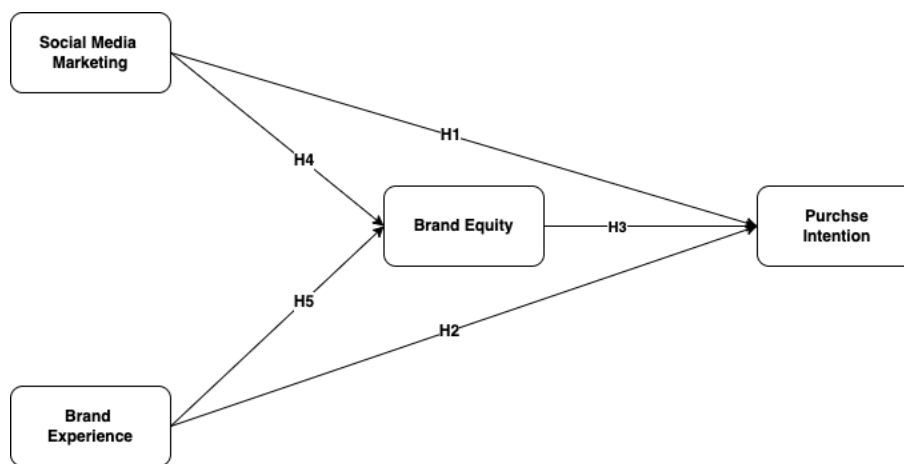 Social Media
Marketing
H1
H4
Brand Equity
H3
Purchse
Intention
H5
H2
Brand
Experience